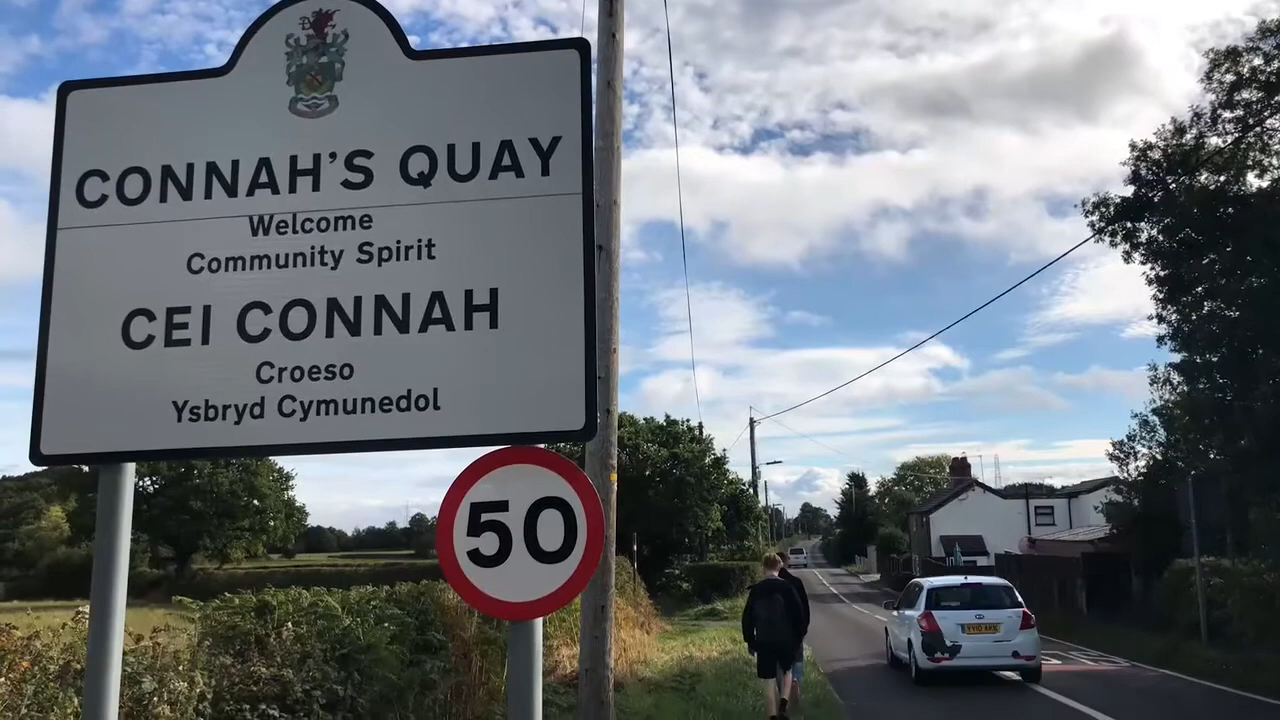 CONNAH'S QUAY
Welcome
Community Spirit
CEI CONNAH
Croeso
Ysbryd Cymunedol
50